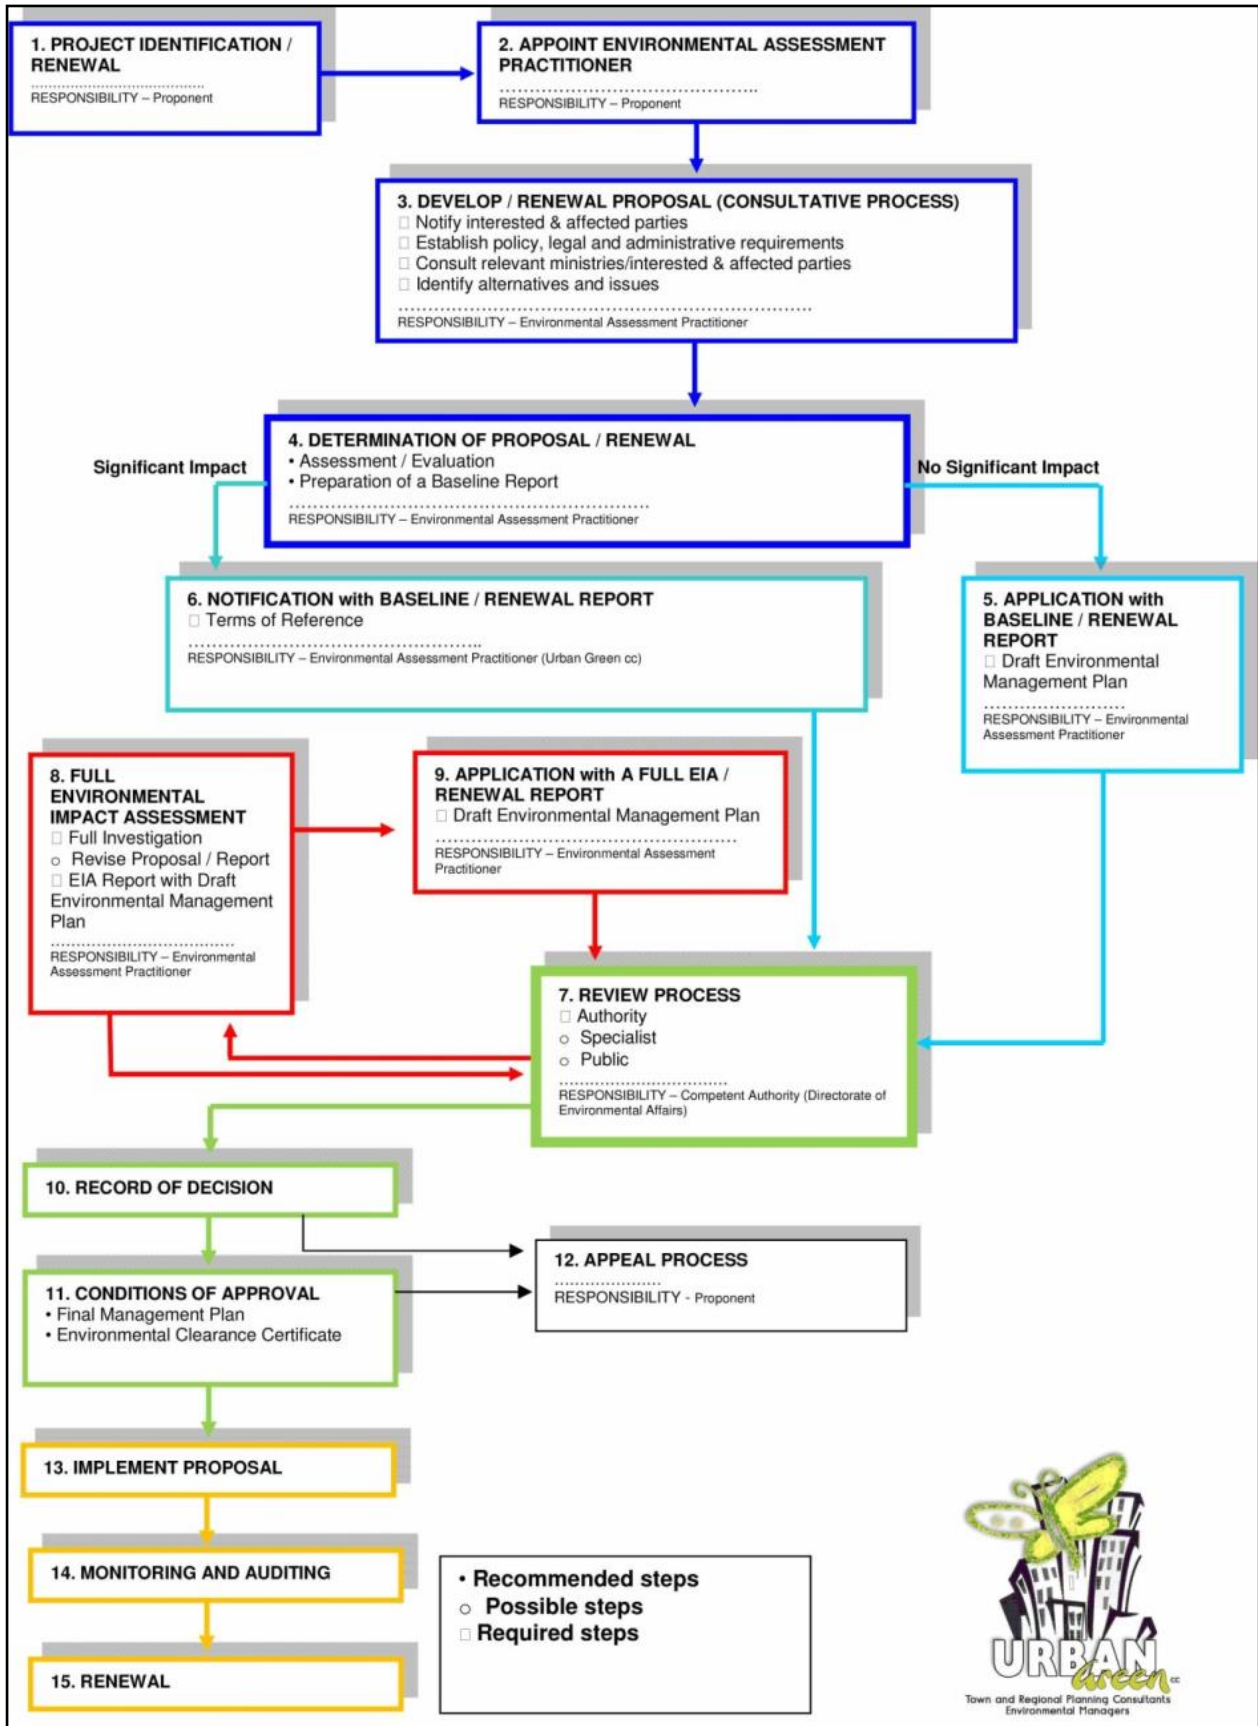 1. PROJECT IDENTIFICATION /
RENEWAL
............................................
RESPONSIBILITY – Proponent
2. APPOINT ENVIRONMENTAL ASSESSMENT
PRACTITIONER
............................................
RESPONSIBILITY – Proponent
3. DEVELOP / RENEWAL PROPOSAL (CONSULTATIVE PROCESS)
□ Notify interested & affected parties
□ Establish policy, legal and administrative requirements
□ Consult relevant ministries/interested & affected parties
□ Identify alternatives and issues
......................................................................
RESPONSIBILITY – Environmental Assessment Practitioner
4. DETERMINATION OF PROPOSAL / RENEWAL
• Assessment / Evaluation
• Preparation of a Baseline Report
..............................................................
RESPONSIBILITY – Environmental Assessment Practitioner
Significant Impact
No Significant Impact
6. NOTIFICATION with BASELINE / RENEWAL REPORT
□ Terms of Reference
..................................................
RESPONSIBILITY – Environmental Assessment Practitioner (Urban Green cc)
5. APPLICATION with
BASELINE / RENEWAL
REPORT
□ Draft Environmental
Management Plan
........................
RESPONSIBILITY – Environmental
Assessment Practitioner
8. FULL
ENVIRONMENTAL
IMPACT ASSESSMENT
□ Full Investigation
o Revise Proposal / Report
□ EIA Report with Draft
Environmental Management
Plan
....................................
RESPONSIBILITY – Environmental
Assessment Practitioner
9. APPLICATION with A FULL EIA /
RENEWAL REPORT
□ Draft Environmental Management Plan
..................................................
RESPONSIBILITY – Environmental Assessment
Practitioner
7. REVIEW PROCESS
□ Authority
o Specialist
o Public
.................................
RESPONSIBILITY – Competent Authority (Directorate of
Environmental Affairs)
10. RECORD OF DECISION
11. CONDITIONS OF APPROVAL
• Final Management Plan
• Environmental Clearance Certificate
12. APPEAL PROCESS
.....................
RESPONSIBILITY - Proponent
13. IMPLEMENT PROPOSAL
14. MONITORING AND AUDITING
15. RENEWAL
• Recommended steps
o Possible steps
□ Required steps
URBAN
Green cc
Town and Regional Planning Consultants
Environmental Managers